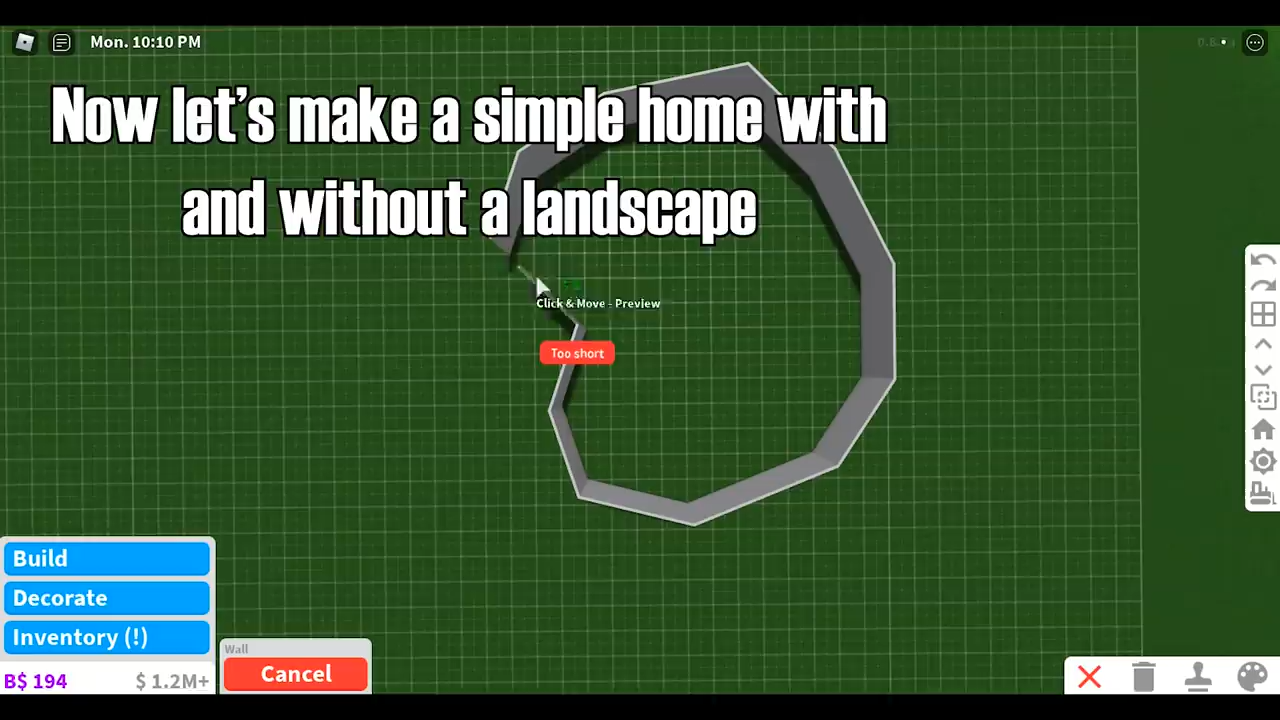 Mon. 10:10 PM
Now let's make a simple home with
and without a landscape
Click & Move - Preview
Too short
Build
Decorate
Inventory (!)
B$ 194
$ 1.2M+
Wall
Cancel